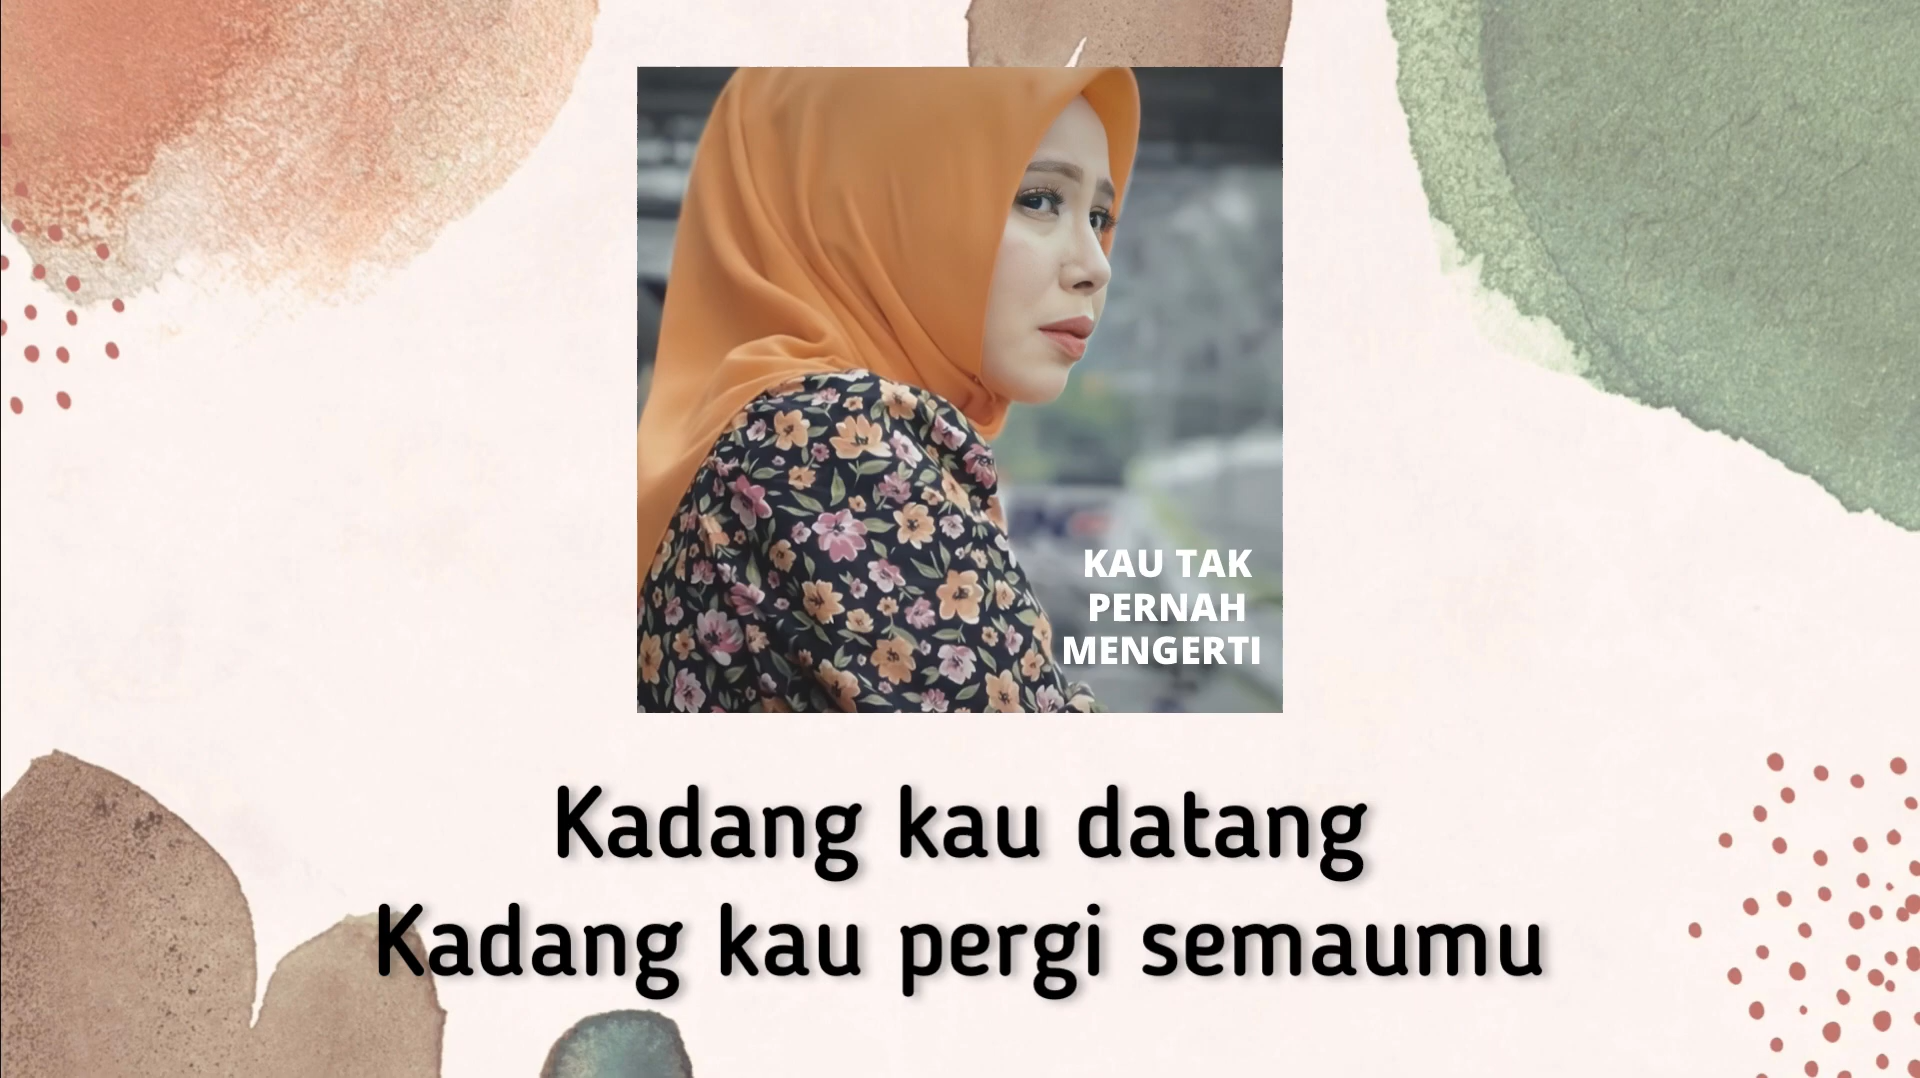 KAU TAK
PERNAH
MENGERTI
Kadang kau datang
Kadang kau pergi semaumu